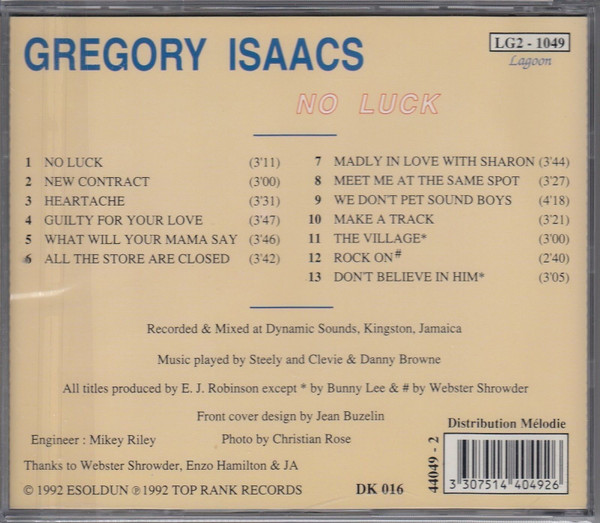 GREGORY ISAACS
LG2 - 1049
Lagoon
NO LUCK
1 NO LUCK (3'11)
2 NEW CONTRACT (3'00)
3 HEARTACHE (3'31)
4 GUILTY FOR YOUR LOVE (3'47)
5 WHAT WILL YOUR MAMA SAY (3'46)
6 ALL THE STORE ARE CLOSED (3'42)
7 MADLY IN LOVE WITH SHARON (3'44)
8 MEET ME AT THE SAME SPOT (3'27)
9 WE DON'T PET SOUND BOYS (4'18)
10 MAKE A TRACK (3'21)
11 THE VILLAGE* (3'00)
12 ROCK ON# (2'40)
13 DON'T BELIEVE IN HIM* (3'05)
Recorded & Mixed at Dynamic Sounds, Kingston, Jamaica
Music played by Steely and Clevie & Danny Browne
All titles produced by E. J. Robinson except * by Bunny Lee & # by Webster Shrowder
Front cover design by Jean Buzelin
Engineer : Mikey Riley Photo by Christian Rose
Thanks to Webster Shrowder, Enzo Hamilton & JA
© 1992 ESOLDUN ℗ 1992 TOP RANK RECORDS DK 016
Distribution Mélodie
44049 - 2
3 307514 404926